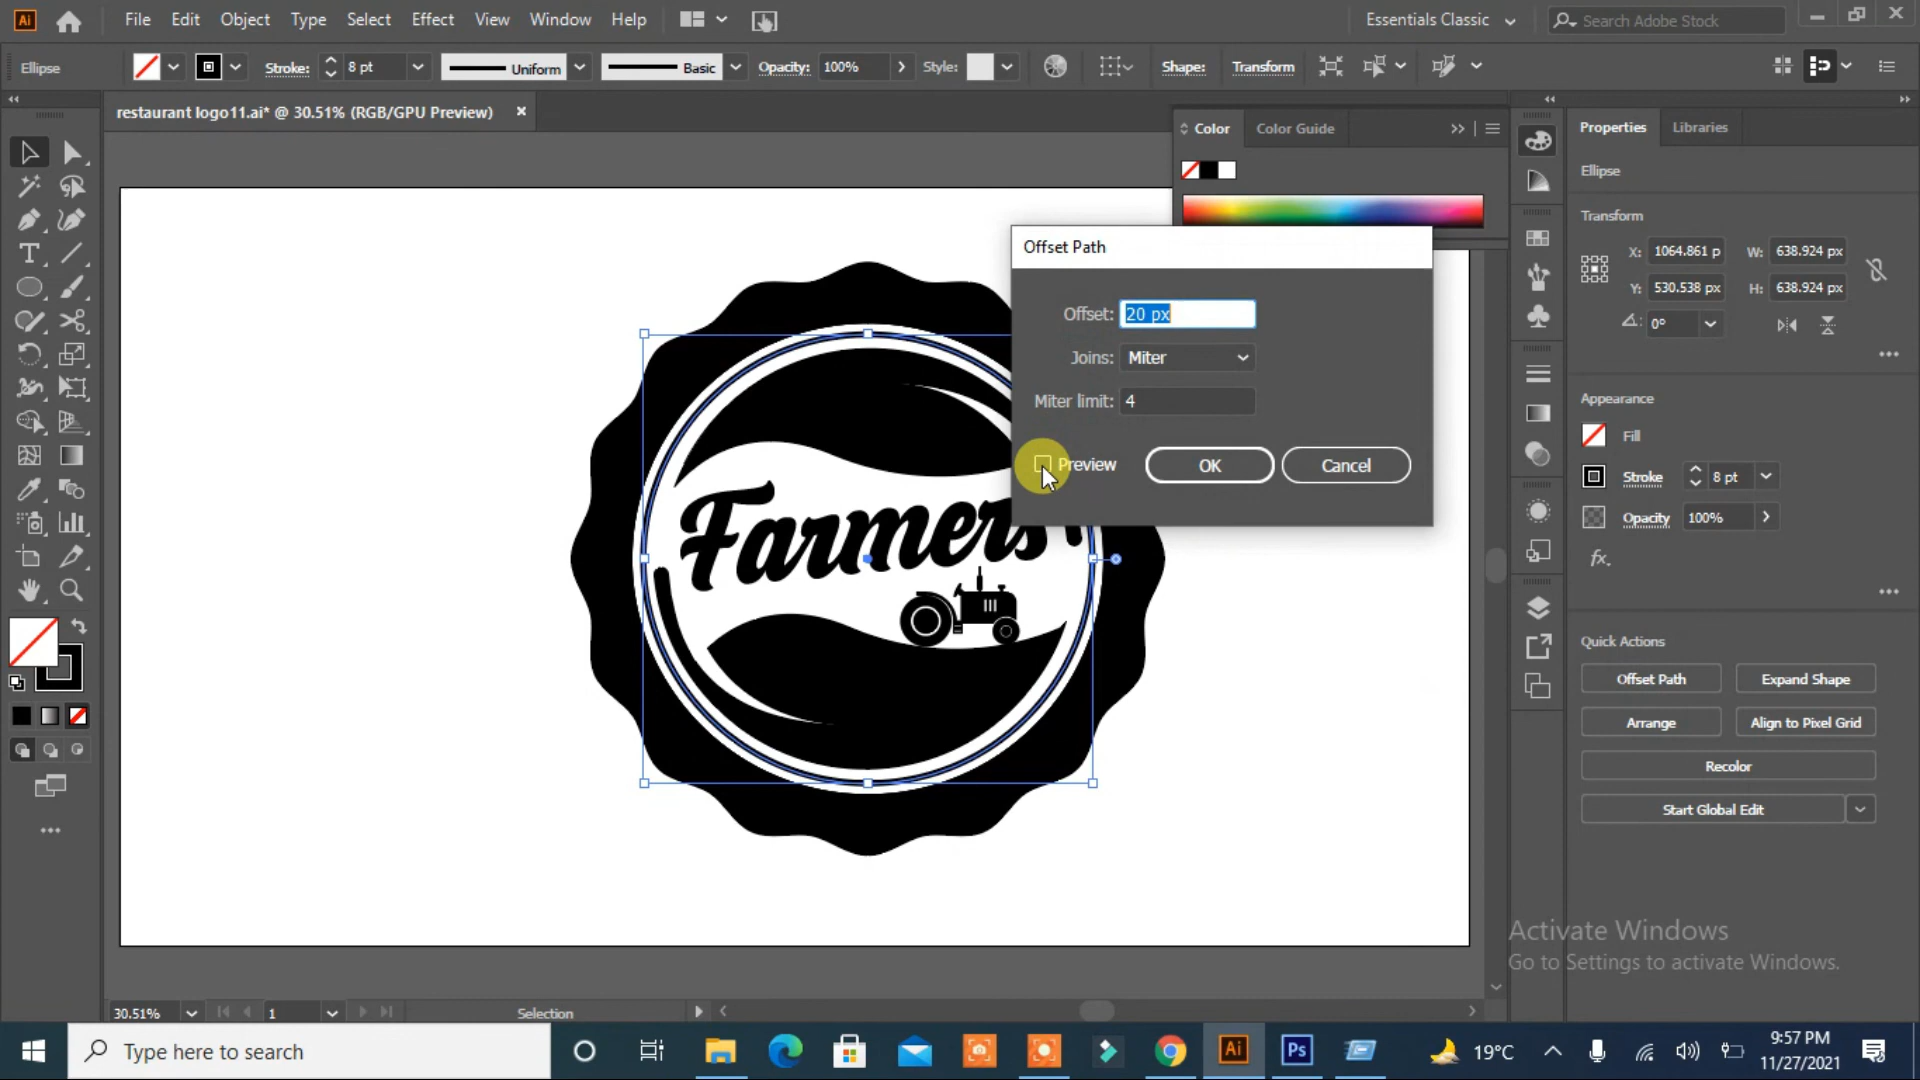 Ai File Edit Object Type Select Effect View Window Help Essentials Classic Search Adobe Stock
Ellipse Stroke: 8 pt Uniform Basic Opacity: 100% Style: Shape: Transform
restaurant logo11.ai* @ 30.51% (RGB/GPU Preview)
Color Color Guide
Properties Libraries
Ellipse
Transform
X: 1064.861 p W: 638.924 px
Y: 530.538 px H: 638.924 px
0°
Offset Path
Offset: 20 px
Joins: Miter
Miter limit: 4
Preview OK Cancel
Farmers
Appearance
Fill
Stroke 8 pt
Opacity 100%
fx.
Quick Actions
Offset Path Expand Shape
Arrange Align to Pixel Grid
Recolor
Start Global Edit
Activate Windows
Go to Settings to activate Windows.
30.51% 1 Selection
Type here to search Ai Ps 19°C 9:57 PM
11/27/2021